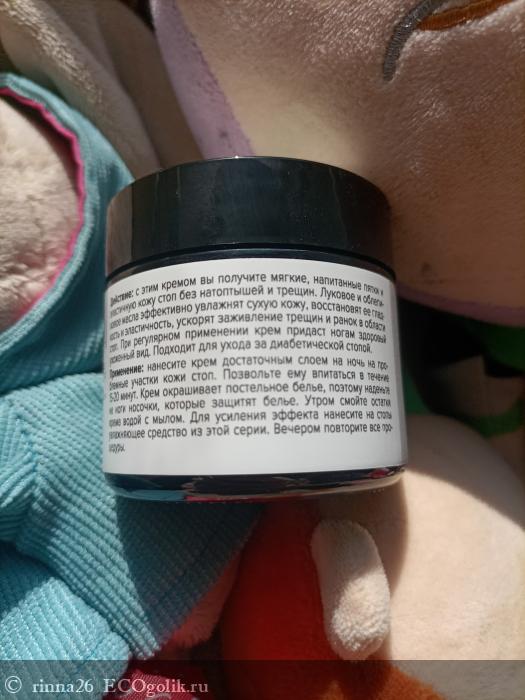 Действие: с этим кремом вы получите мягкие, напитанные пятки и
эластичную кожу стоп без натоптышей и трещин. Луковое и облепи-
ховое масла эффективно увлажнят сухую кожу, восстановят ее глад-
кость и эластичность, ускорят заживление трещин и ранок в области
стоп. При регулярном применении крем придаст ногам здоровый
ухоженный вид. Подходит для ухода за диабетической стопой.
Применение: нанесите крем достаточным слоем на ночь на про-
блемные участки кожи стоп. Позвольте ему впитаться в течение
15-20 минут. Крем окрашивает постельное белье, поэтому наденьте
на ноги носочки, которые защитят белье. Утром смойте остатки
крема водой с мылом. Для усиления эффекта нанесите на стопы
увлажняющее средство из этой серии. Вечером повторите все про-
цедуры.
© rinna26 ECOgolik.ru